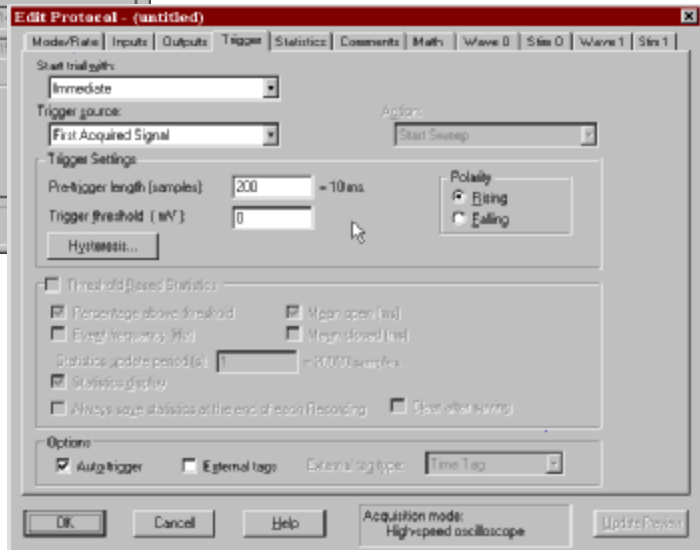 Edit Protocol - (untitled)
Mode/Rate Inputs Outputs Trigger Statistics Comments Math Wave 0 Stim 0 Wave 1 Stim 1
Start trial with:
Immediate
Trigger source:
Action:
First Acquired Signal
Start Sweep
Trigger Settings
Pre-trigger length (samples):
200
= 10 ms.
Trigger threshold ( mV ):
0
Hysteresis...
Polarity
Rising
Falling
Threshold Based Statistics
Percentage above threshold
Mean open (ms)
Event frequency (Hz)
Mean closed (ms)
Statistics update period (s):
1
= 20000 samples
Statistics display
Always save statistics at the end of each Recording
Clear after saving
Options
Autotrigger
External tags
External tag type:
Time Tag
OK
Cancel
Help
Acquisition mode:
High-speed oscilloscope
Update Preview